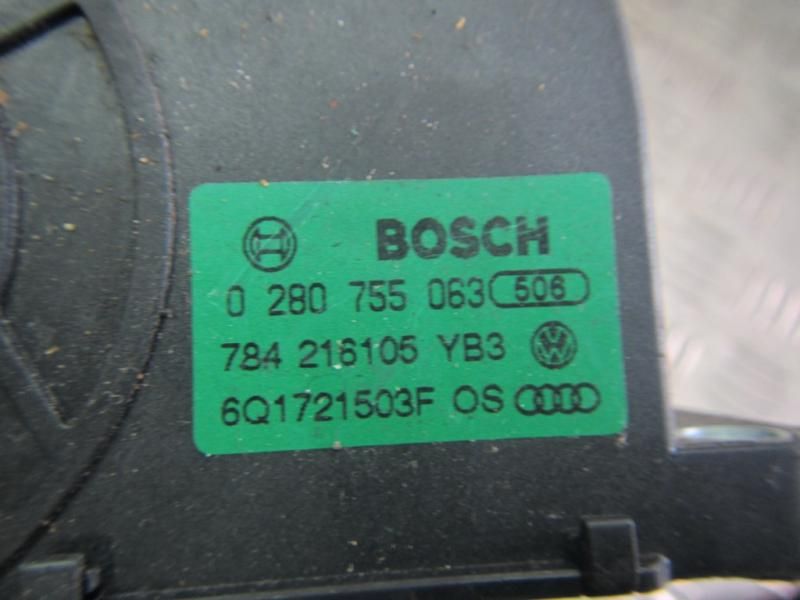 BOSCH
0 280 755 063 506
784 216105 YB3
6Q1721503F OS